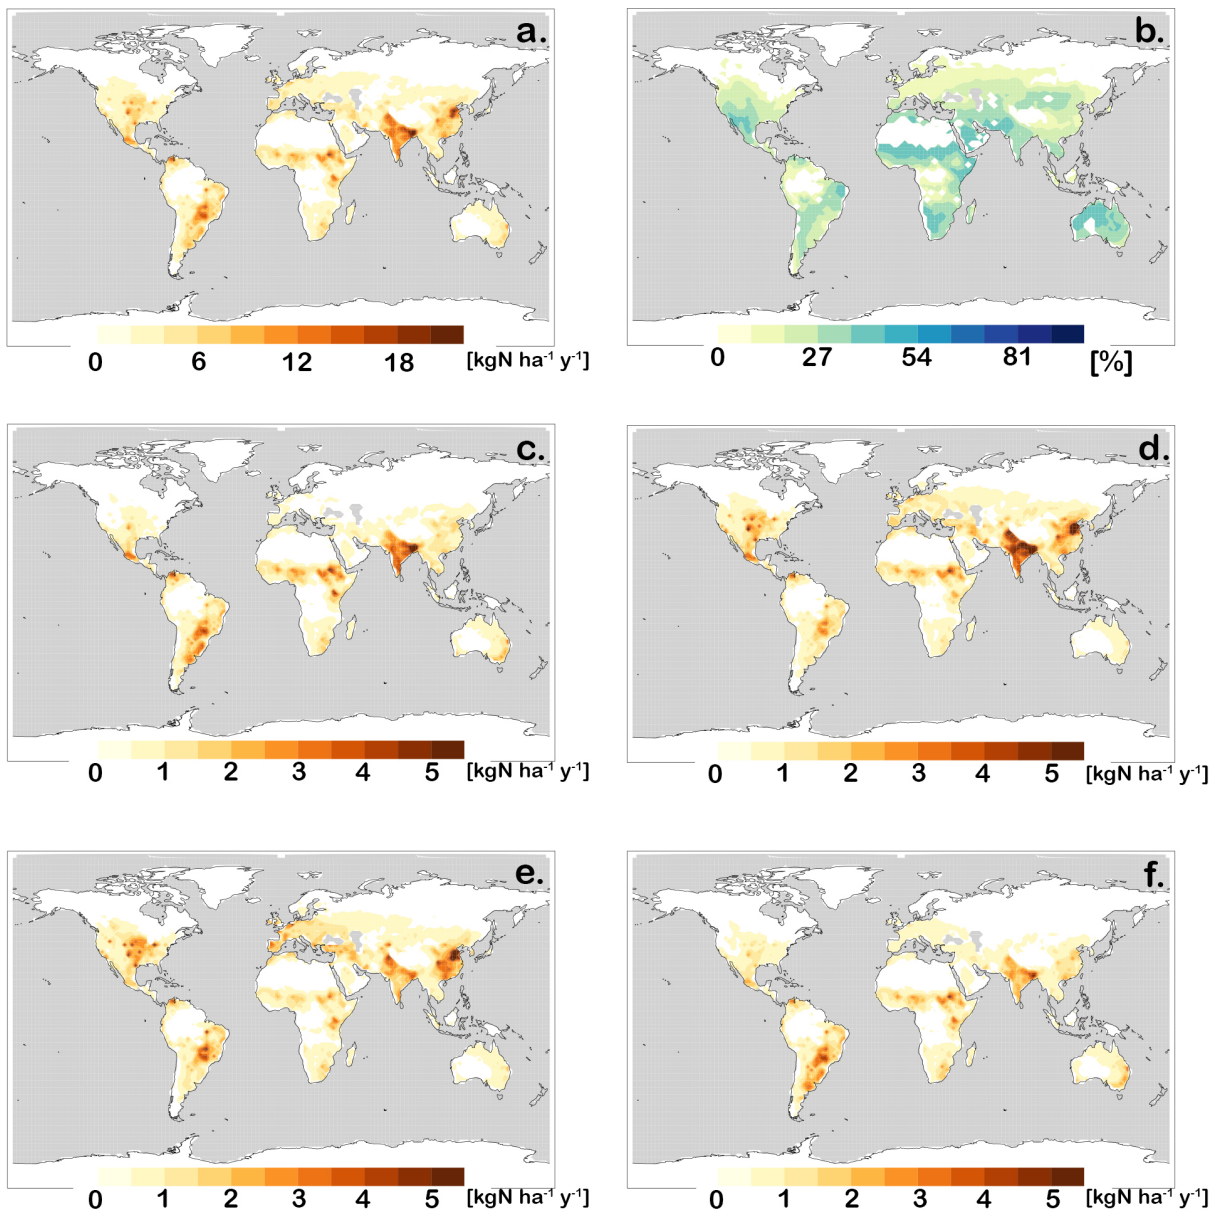 a.
b.
0 6 12 18 [kgN ha⁻¹ y⁻¹]
0 27 54 81 [%]
c.
d.
0 1 2 3 4 5 [kgN ha⁻¹ y⁻¹]
0 1 2 3 4 5 [kgN ha⁻¹ y⁻¹]
e.
f.
0 1 2 3 4 5 [kgN ha⁻¹ y⁻¹]
0 1 2 3 4 5 [kgN ha⁻¹ y⁻¹]